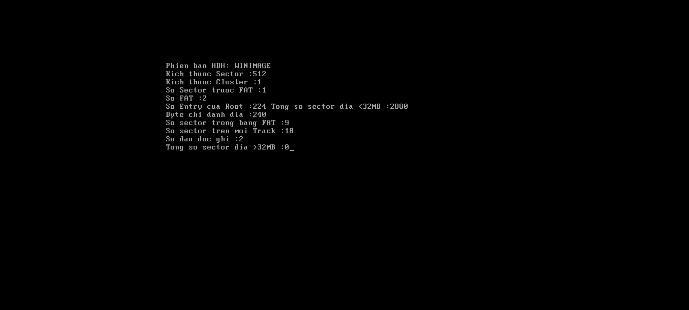 Phien ban HDH: WINIMAGE
Kich thuoc Sector :512
Kich thuoc Cluster :1
So Sector truoc FAT :1
So FAT :2
So Entry cua Root :224 Tong so sector dia <32MB :2880
Byte chi danh dia :240
So sector trong bang FAT :9
So sector tren moi Track :18
So dau doc ghi :2
Tong so sector dia >32MB :0_